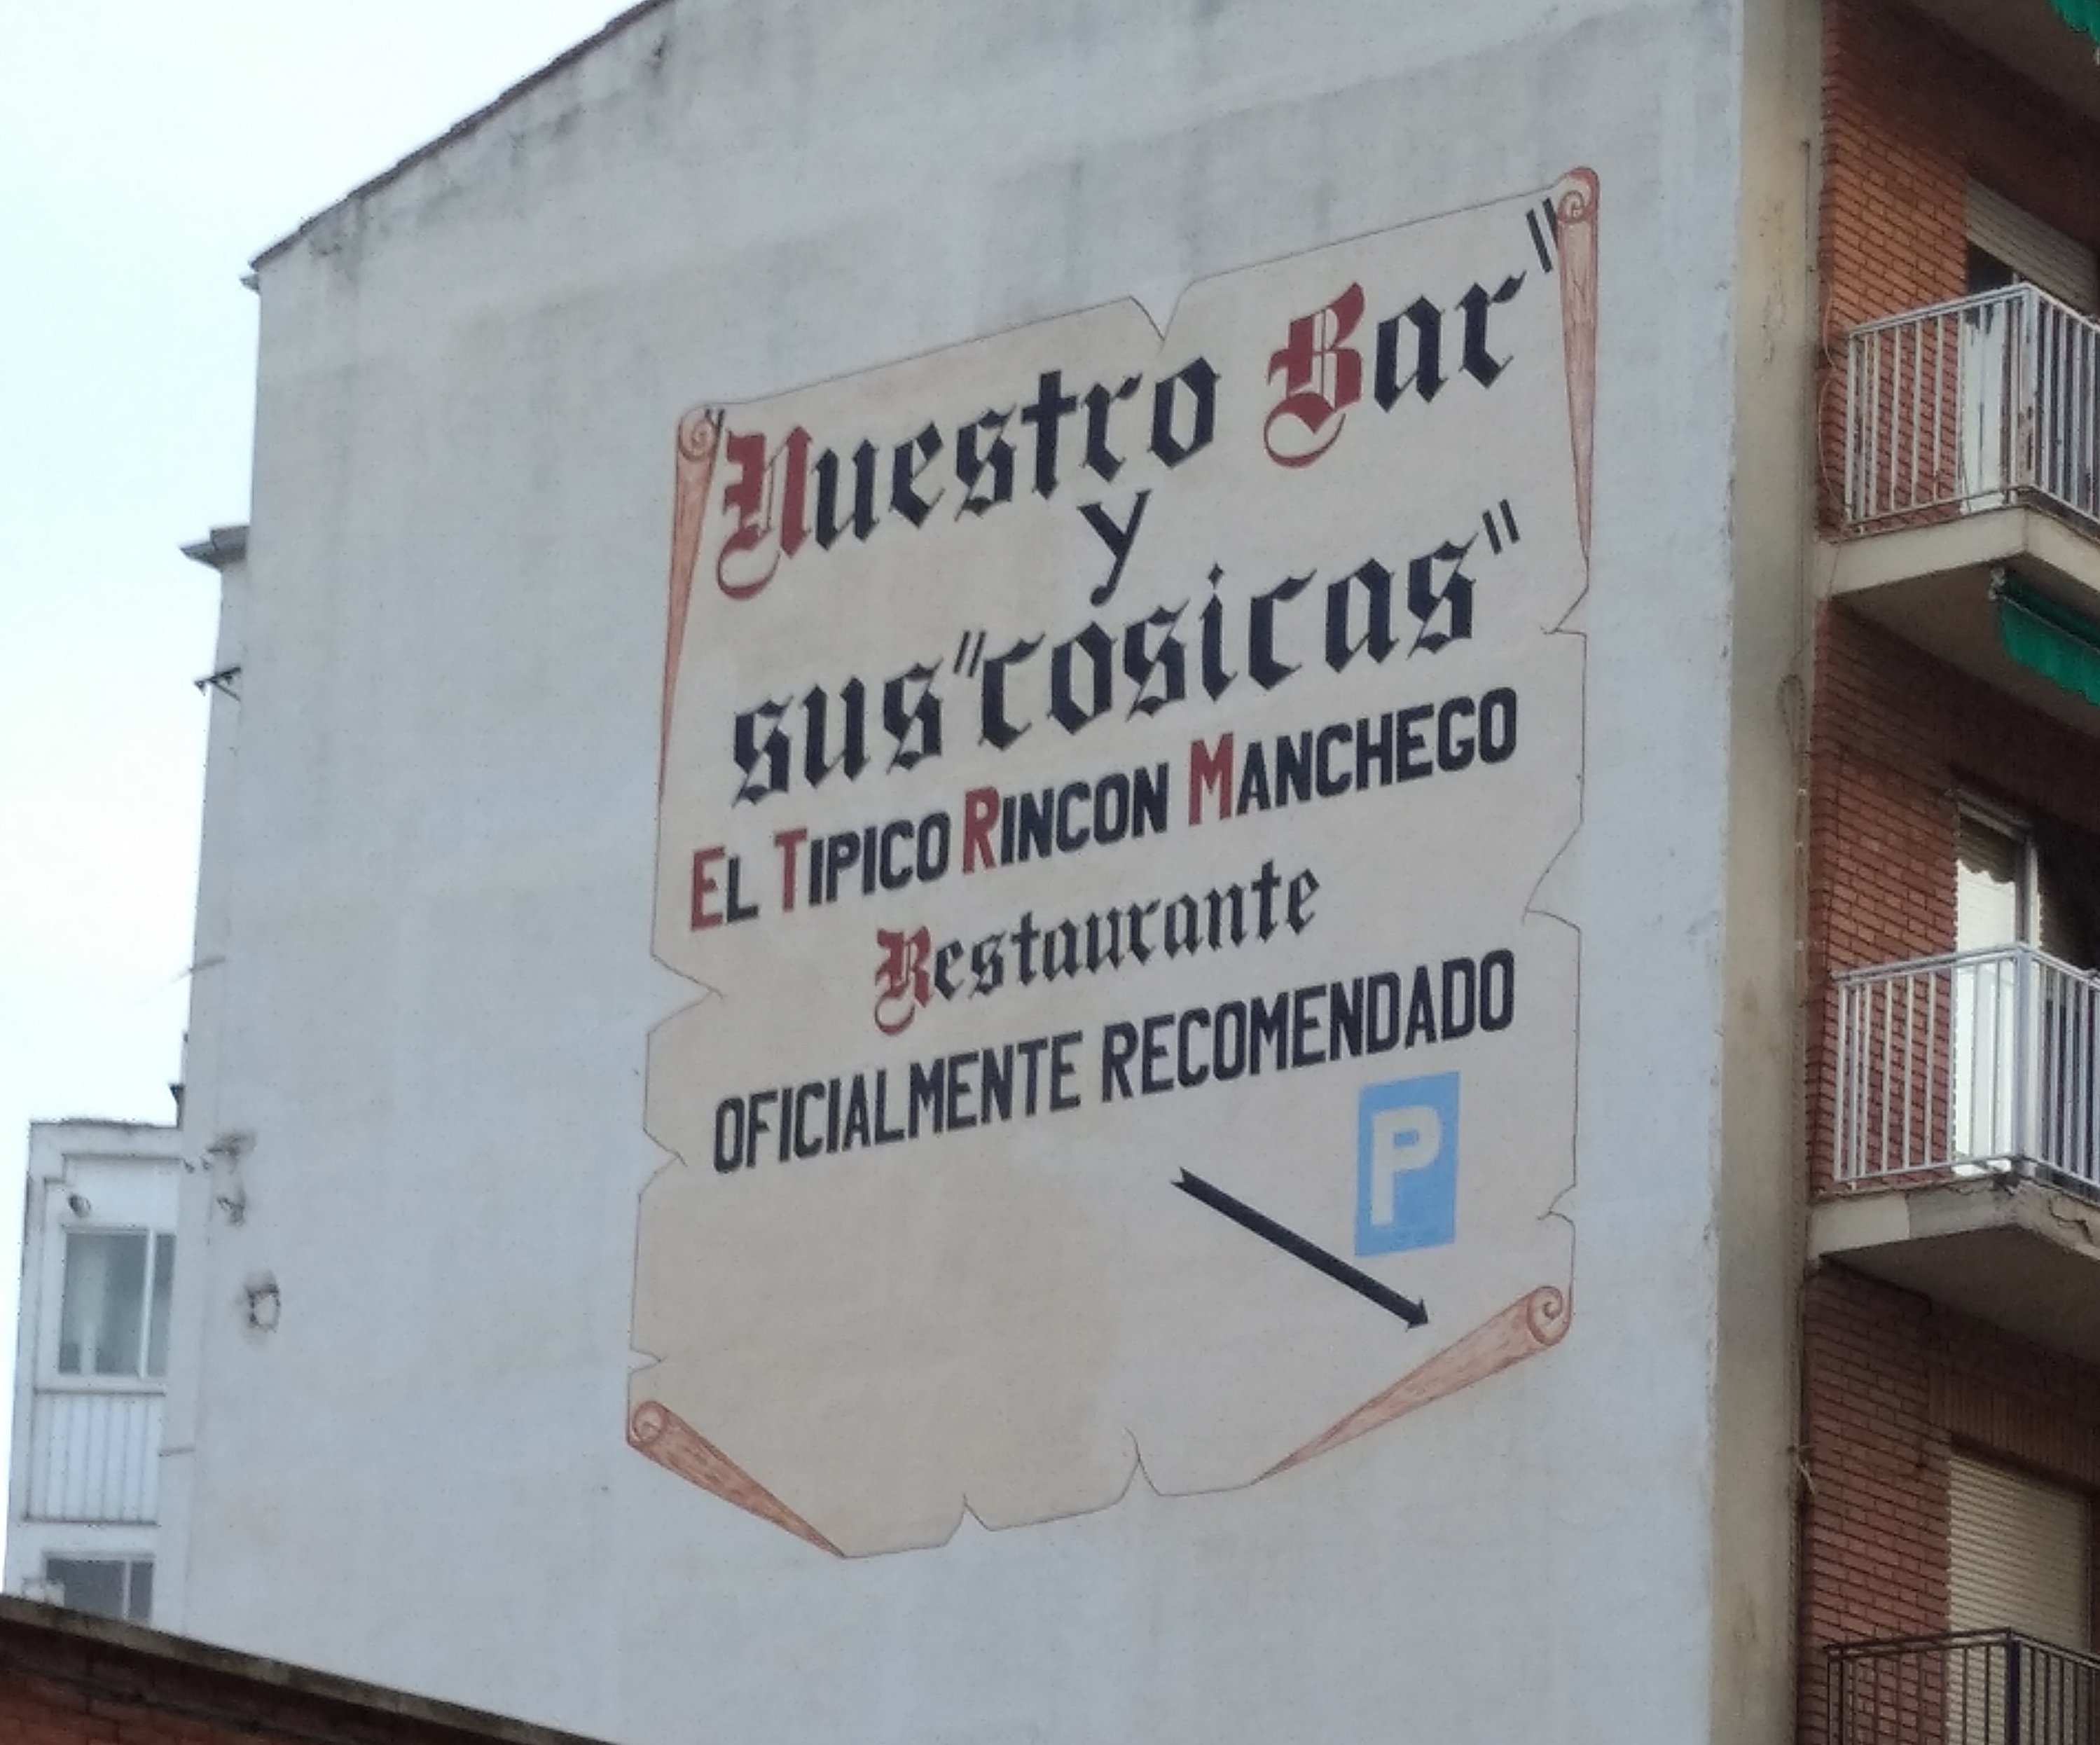 "Nuestro Bar"
y
sus "cosicas"
EL TIPICO RINCON MANCHEGO
Restaurante
OFICIALMENTE RECOMENDADO
P